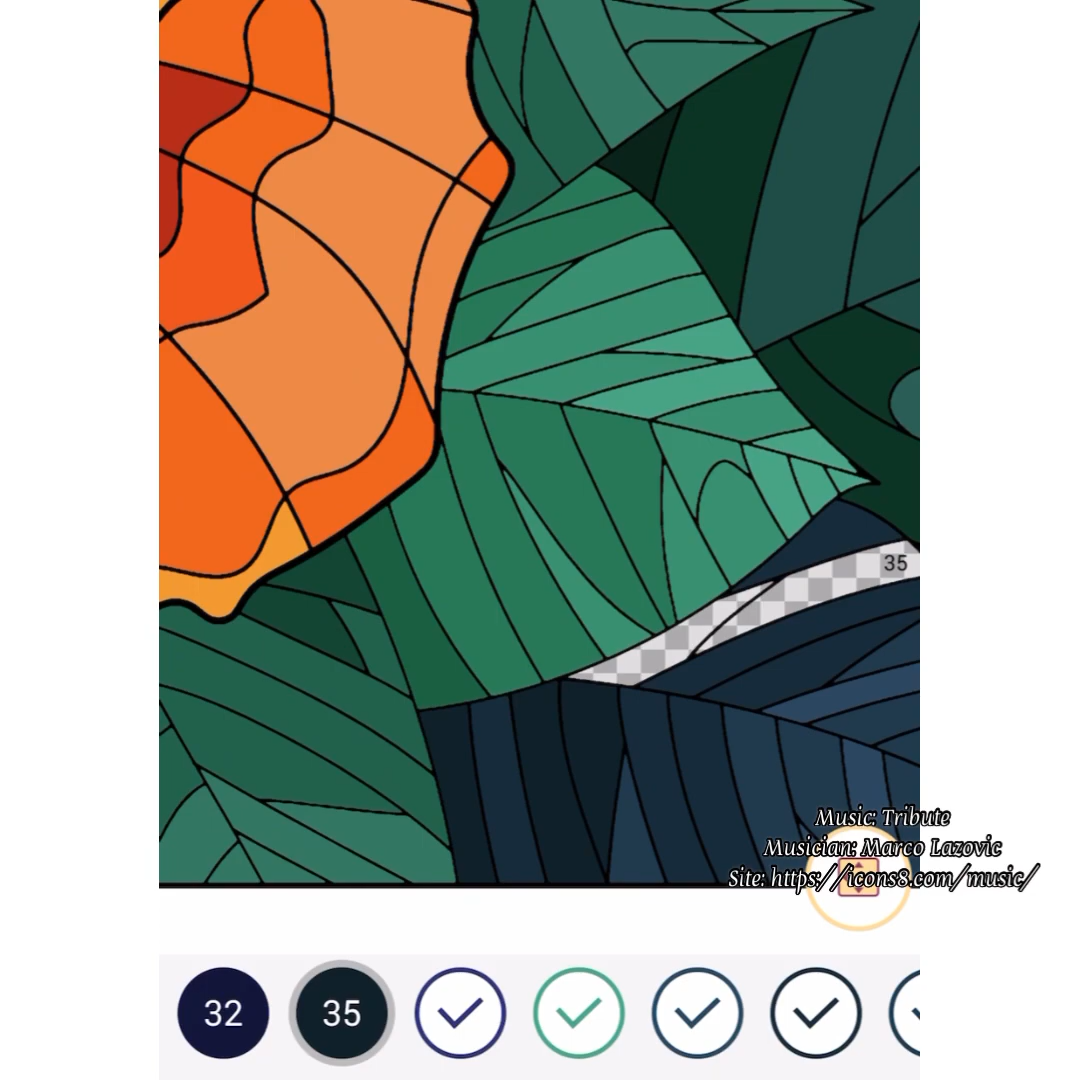 35
Music: Tribute
Musician: Marco Lazovic
Site: https://icons8.com/music/
32
35